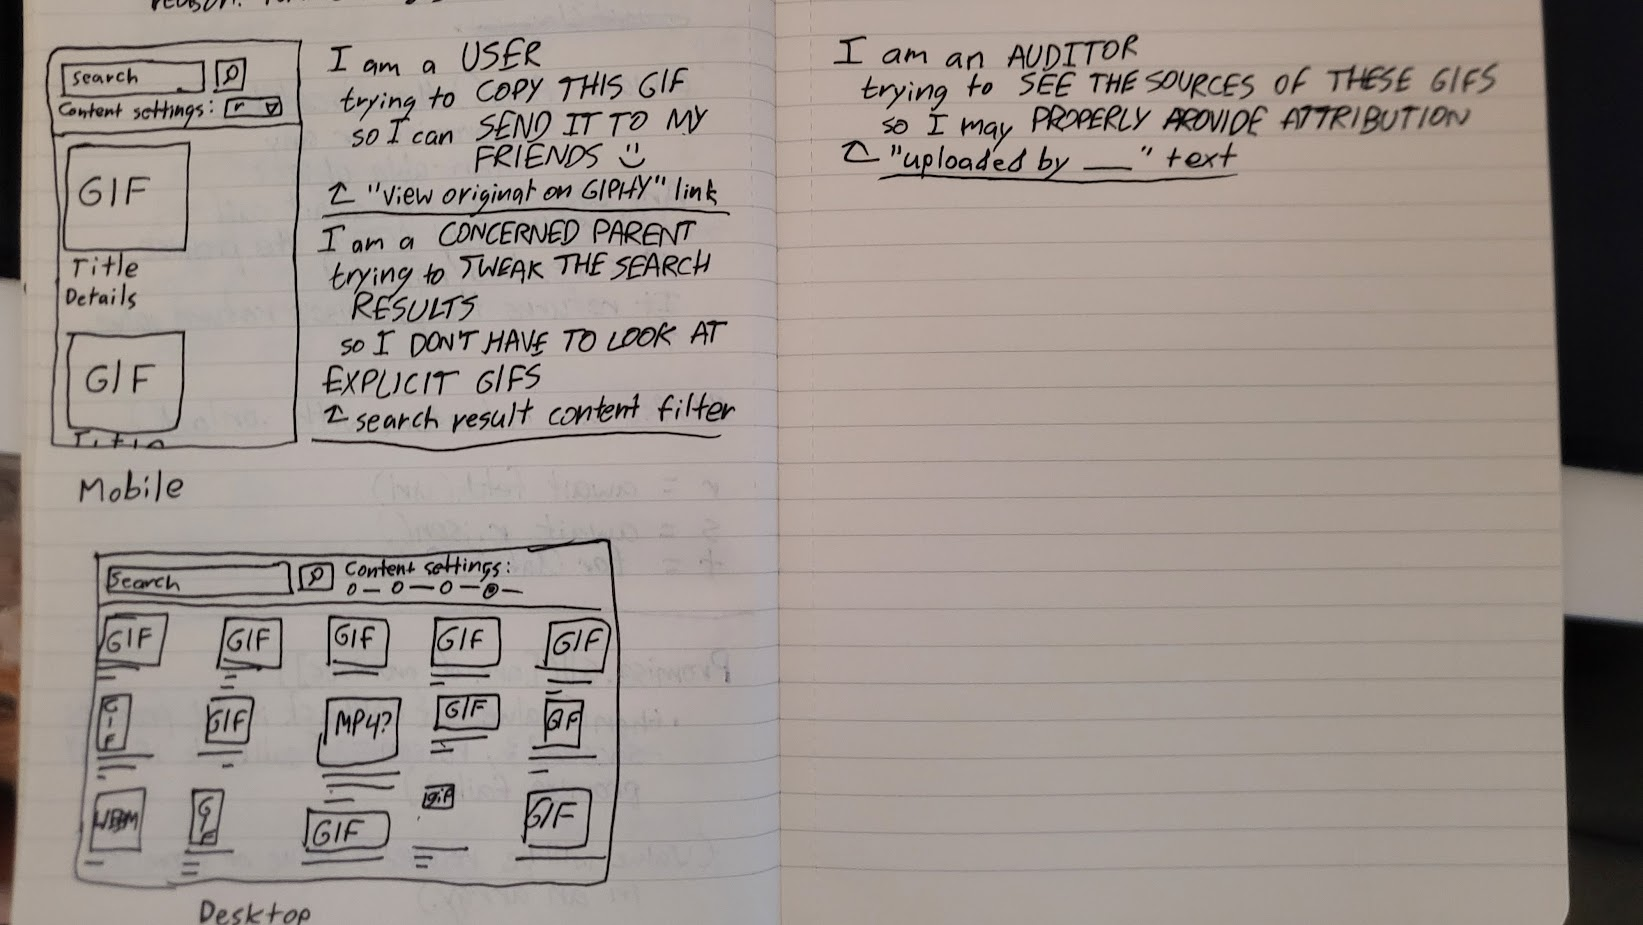 Search
Content settings: r
GIF
Title
Details
GIF
Mobile
I am a USER
trying to COPY THIS GIF
so I can SEND IT TO MY
FRIENDS
"View original on GIPHY" link
I am a CONCERNED PARENT
trying to TWEAK THE SEARCH
RESULTS
so I DON'T HAVE TO LOOK AT
EXPLICIT GIFS
search result content filter
Search
Content settings:
GIF GIF GIF GIF GIF
GIF GIF MP4? GIF GIF
WEBM GIF GIF GIF GIF
Desktop
I am an AUDITOR
trying to SEE THE SOURCES OF THESE GIFS
so I may PROPERLY PROVIDE ATTRIBUTION
"uploaded by ___" text